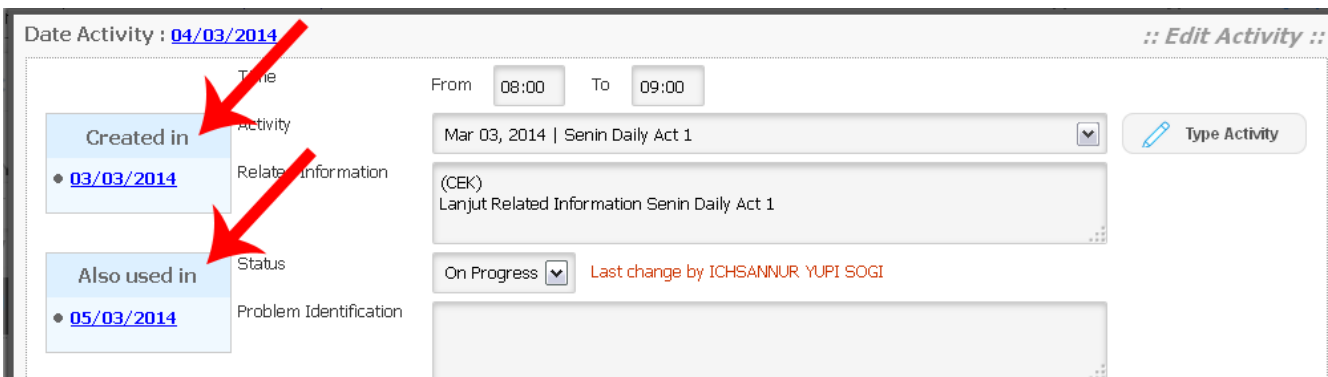 Date Activity : 04/03/2014
:: Edit Activity ::
Time
From 08:00 To 09:00
Created in
03/03/2014
Activity
Mar 03, 2014 | Senin Daily Act 1
Type Activity
Related Information
(CEK)
Lanjut Related Information Senin Daily Act 1
Also used in
05/03/2014
Status
On Progress
Last change by ICHSANNUR YUPI SOGI
Problem Identification